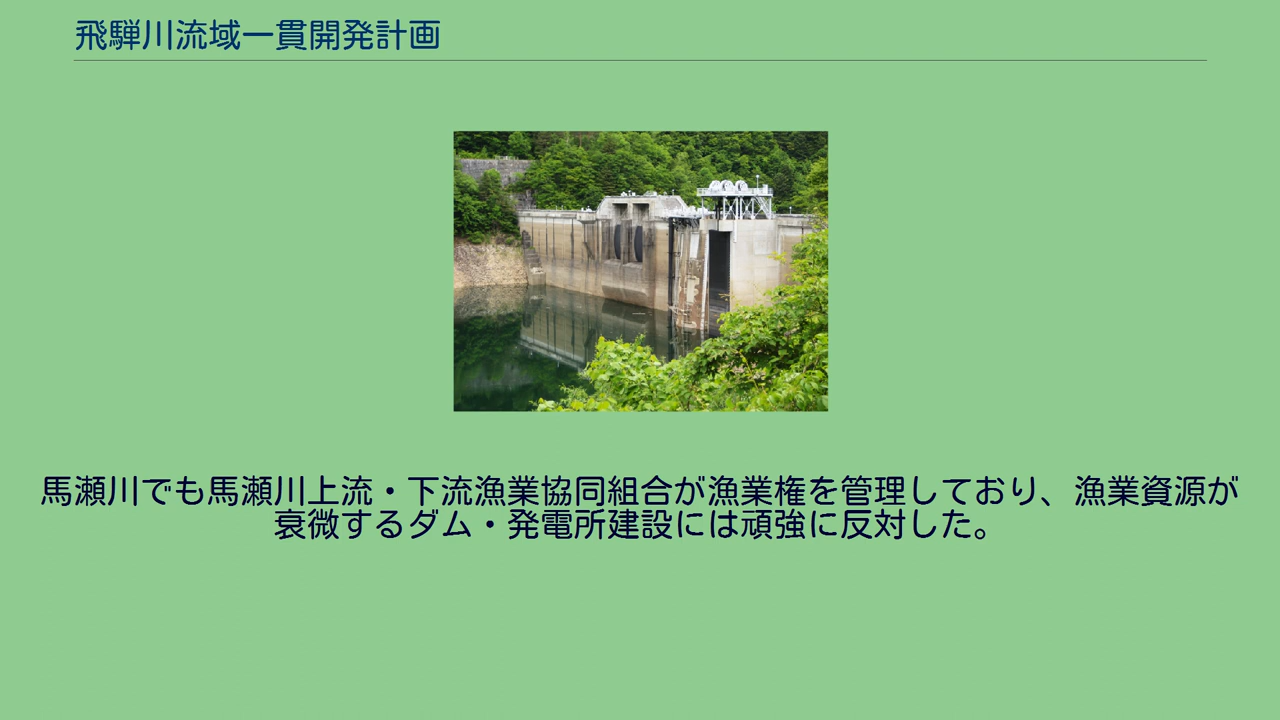 飛騨川流域一貫開発計画
馬瀬川でも馬瀬川上流・下流漁業協同組合が漁業権を管理しており、漁業資源が
衰微するダム・発電所建設には頑強に反対した。